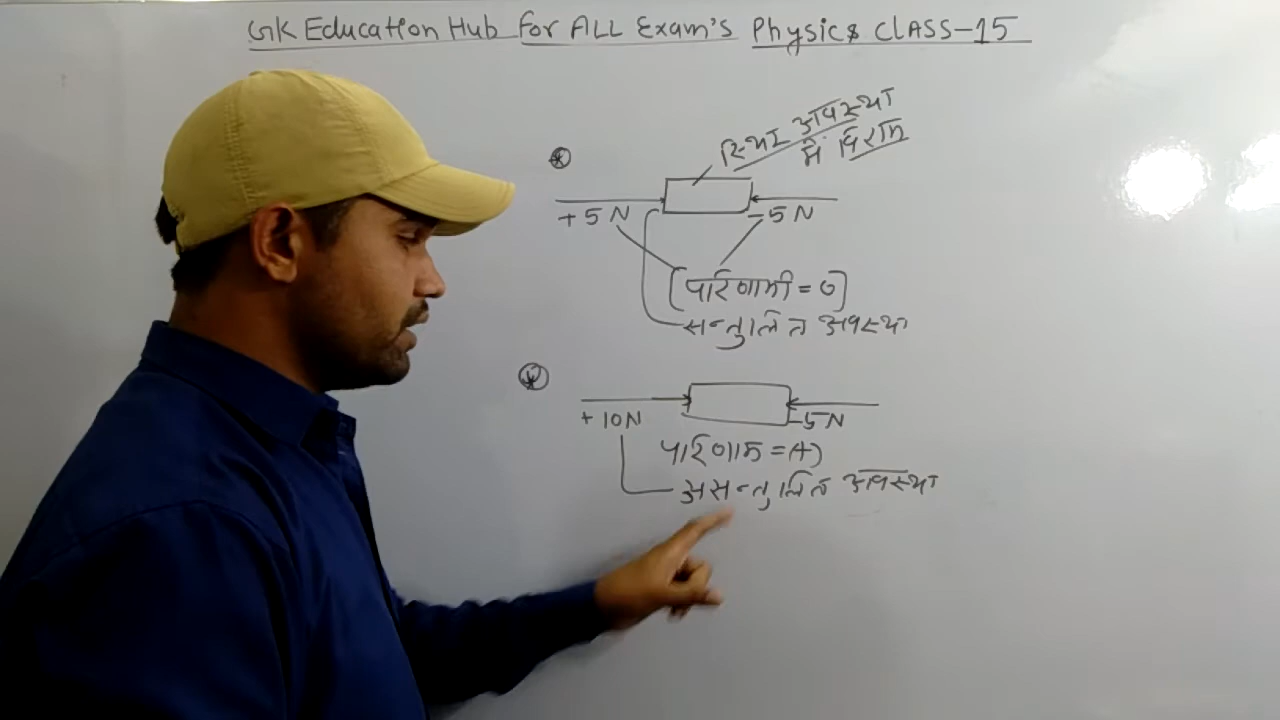 GK Education Hub for ALL Exam's Physics CLASS-15
स्थिर अवस्था
में विराम
+5N
-5N
[परिणामी = 0]
सन्तुलित अवस्था
+10N
-5N
परिणाम = +)
असन्तुलित अवस्था